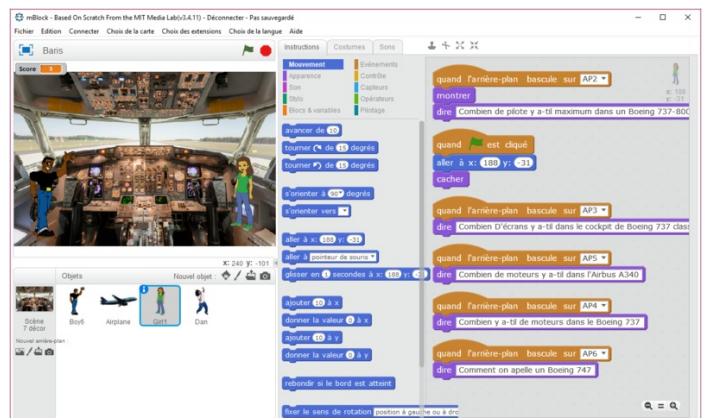 mBlock - Based On Scratch From the MIT Media Lab(v3.4.11) - Déconnecter - Pas sauvegardé
Fichier Edition Connecter Choix de la carte Choix des extensions Choix de la langue Aide
Baris
Score
x: 240 y: -101
Objets Nouvel objet :
Scène
7 décor
Nouvel arrière-plan :
Boy6 Airplane Girl1 Dan
Instructions Costumes Sons
Mouvement Evénements
Apparence Contrôle
Son Capteurs
Stylo Opérateurs
Blocs & variables Pilotage
avancer de 10
tourner de 15 degrés
tourner de 15 degrés
s'orienter à 90 degrés
s'orienter vers
aller à x: 188 y: -31
aller à pointeur de souris
glisser en 1 secondes à x: 188 y: -3
ajouter 10 à x
donner la valeur 0 à x
ajouter 10 à y
donner la valeur 0 à y
rebondir si le bord est atteint
fixer le sens de rotation position à gauche ou à dro
x: 188
y: -31
quand l'arrière-plan bascule sur AP2
montrer
dire Combien de pilote y a-til maximum dans un Boeing 737-800
quand est cliqué
aller à x: 188 y: -31
cacher
quand l'arrière-plan bascule sur AP3
dire Combien D'écrans y a-til dans le cockpit de Boeing 737 class
quand l'arrière-plan bascule sur AP5
dire Combien de moteurs y a-til dans l'Airbus A340
quand l'arrière-plan bascule sur AP4
dire Combien y a-til de moteurs dans le Boeing 737
quand l'arrière-plan bascule sur AP6
dire Comment on apelle un Boeing 747